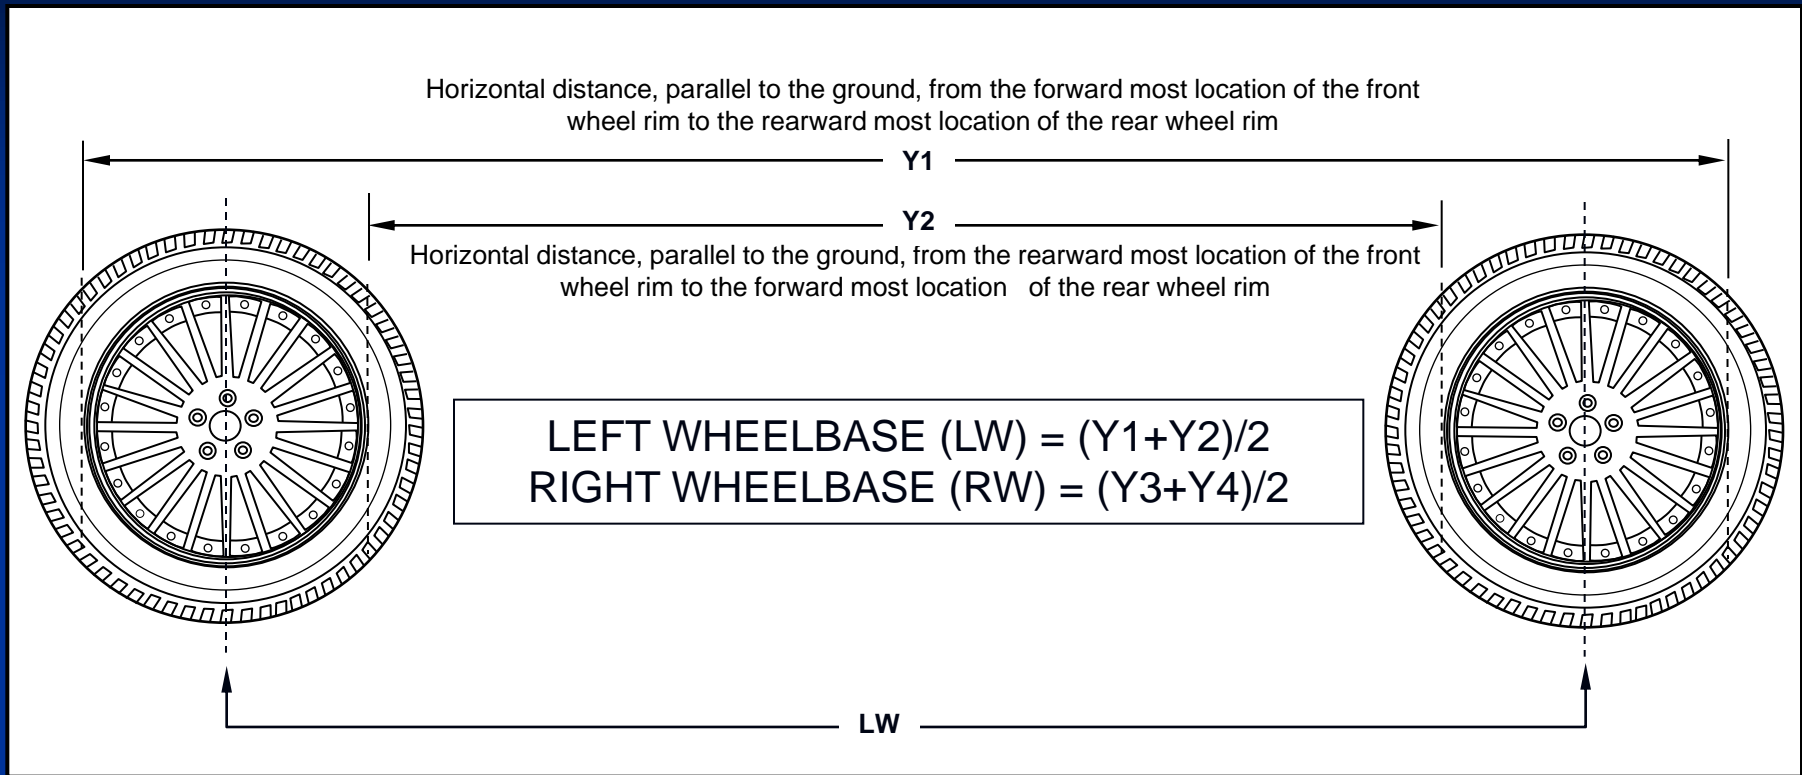 Horizontal distance, parallel to the ground, from the forward most location of the front
wheel rim to the rearward most location of the rear wheel rim
Y1
Y2
Horizontal distance, parallel to the ground, from the rearward most location of the front
wheel rim to the forward most location of the rear wheel rim
LEFT WHEELBASE (LW) = (Y1+Y2)/2
RIGHT WHEELBASE (RW) = (Y3+Y4)/2
LW